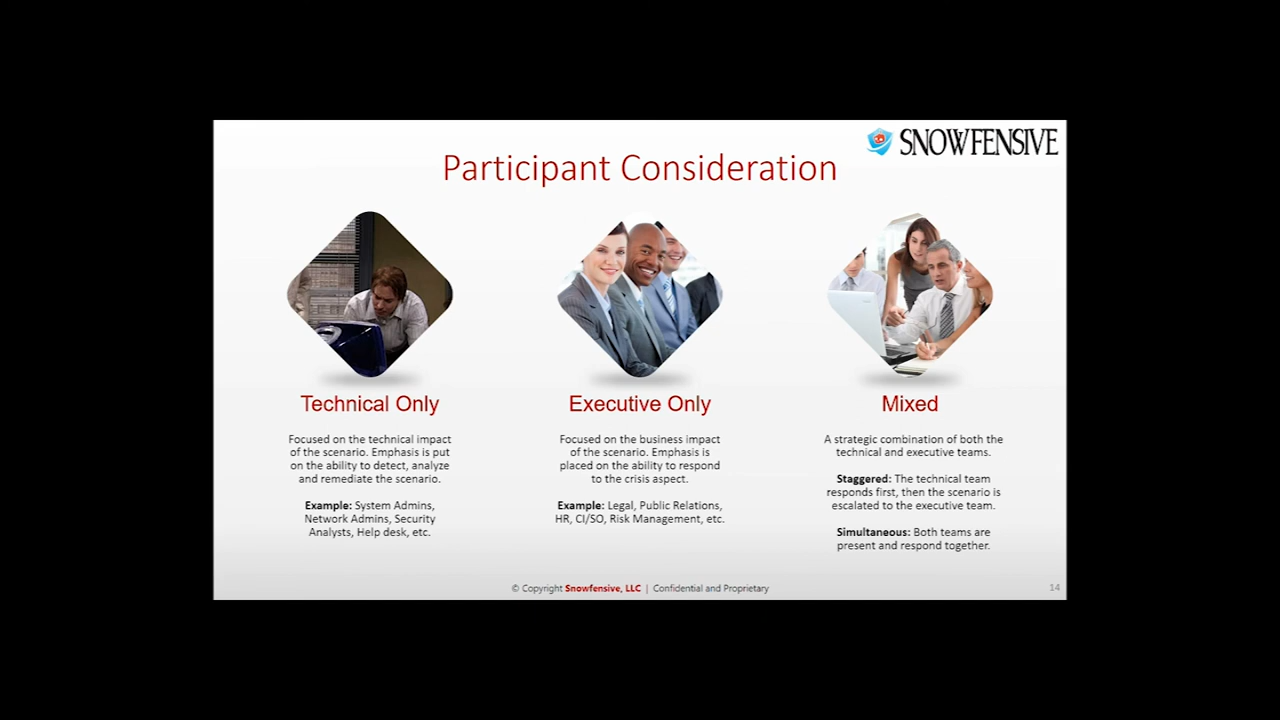 SNOWFENSIVE
Participant Consideration
Technical Only
Focused on the technical impact
of the scenario. Emphasis is put
on the ability to detect, analyze
and remediate the scenario.
Example: System Admins,
Network Admins, Security
Analysts, Help desk, etc.
Executive Only
Focused on the business impact
of the scenario. Emphasis is
placed on the ability to respond
to the crisis aspect.
Example: Legal, Public Relations,
HR, CI/SO, Risk Management, etc.
Mixed
A strategic combination of both the
technical and executive teams.
Staggered: The technical team
responds first, then the scenario is
escalated to the executive team.
Simultaneous: Both teams are
present and respond together.
© Copyright Snowfensive, LLC | Confidential and Proprietary
14